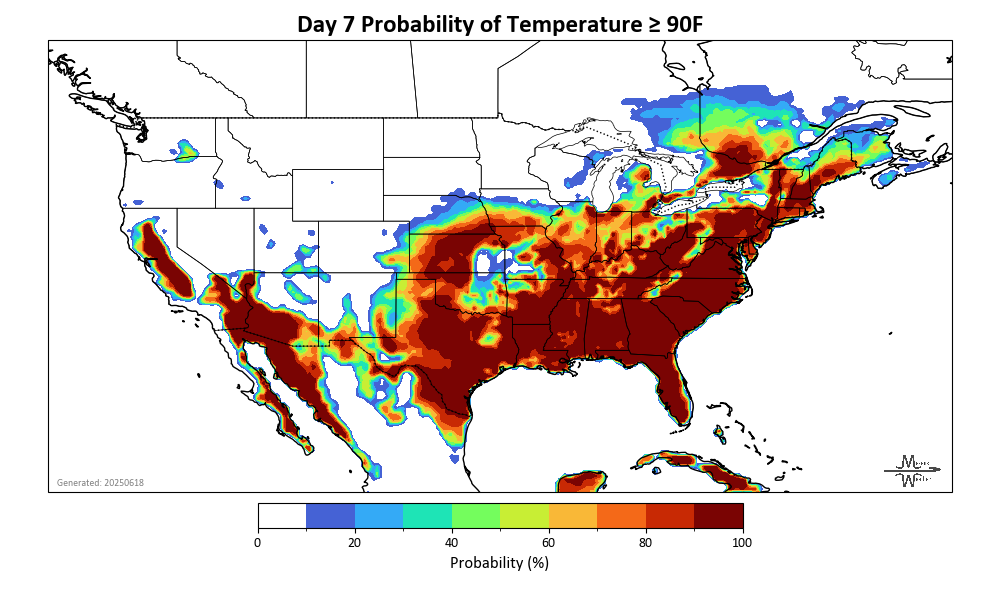 Day 7 Probability of Temperature ≥ 90F
Generated: 20250618
0 20 40 60 80 100
Probability (%)